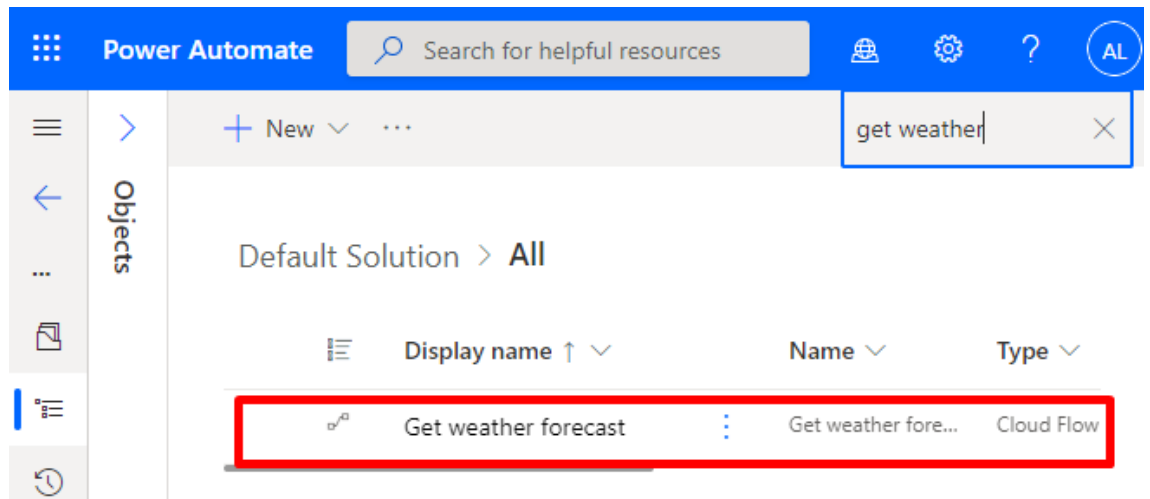 Power Automate
Search for helpful resources
?
AL
New
...
get weather
Objects
Default Solution > All
...
Display name ↑
Name
Type
Get weather forecast
Get weather fore...
Cloud Flow